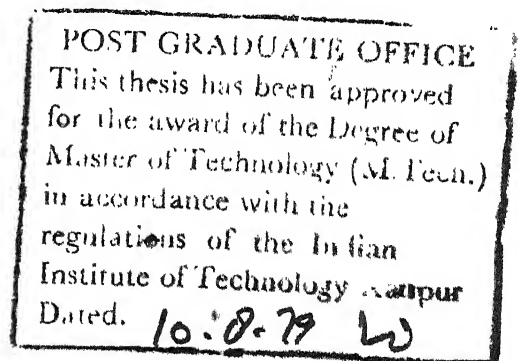 POST GRADUATE OFFICE
This thesis has been approved
for the award of the Degree of
Master of Technology (M. Tech.)
in accordance with the
regulations of the Indian
Institute of Technology Kanpur
Dated. 10.8.79